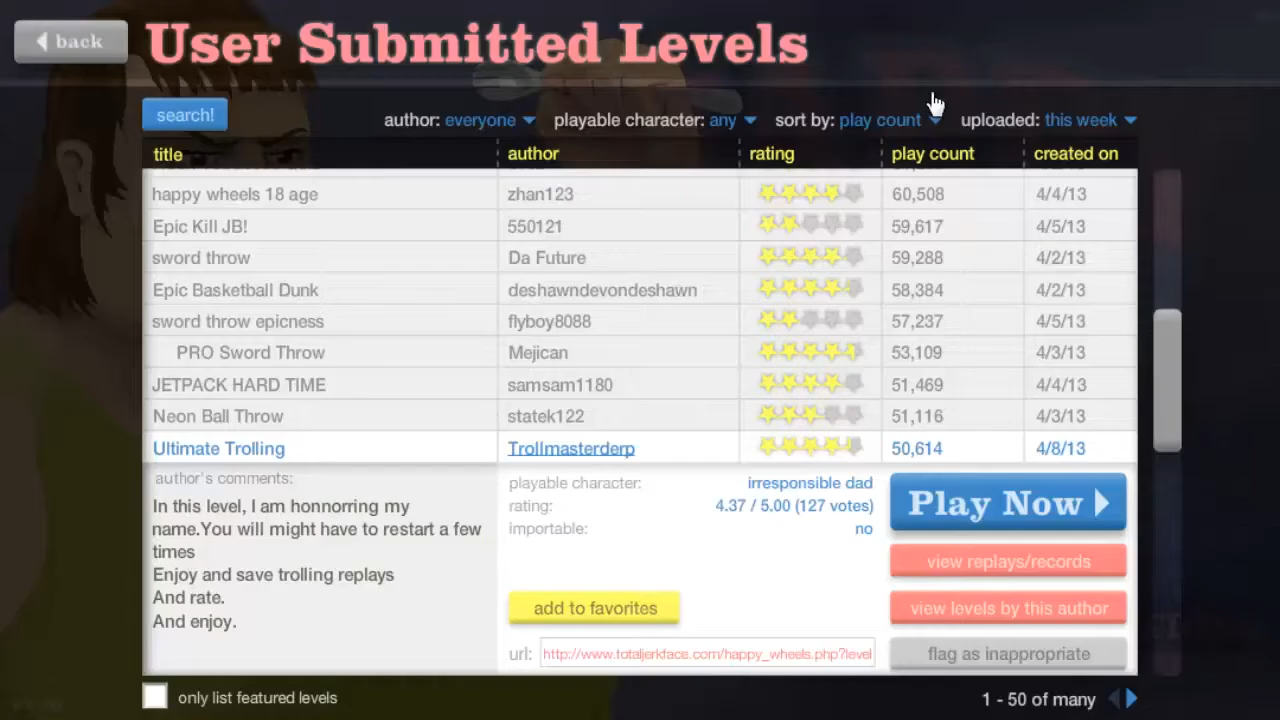 back
User Submitted Levels
search!
author: everyone playable character: any sort by: play count uploaded: this week
title author rating play count created on
happy wheels 18 age zhan123 60,508 4/4/13
Epic Kill JB! 550121 59,617 4/5/13
sword throw Da Future 59,288 4/2/13
Epic Basketball Dunk deshawndevondeshawn 58,384 4/2/13
sword throw epicness flyboy8088 57,237 4/5/13
PRO Sword Throw Mejican 53,109 4/3/13
JETPACK HARD TIME samsam1180 51,469 4/4/13
Neon Ball Throw statek122 51,116 4/3/13
Ultimate Trolling Trollmasterderp 50,614 4/8/13
author's comments:
In this level, I am honnorring my
name.You will might have to restart a few
times
Enjoy and save trolling replays
And rate.
And enjoy.
playable character: irresponsible dad
rating: 4.37 / 5.00 (127 votes)
importable: no
add to favorites
url: http://www.totaljerkface.com/happy_wheels.php?level
Play Now
view replays/records
view levels by this author
flag as inappropriate
only list featured levels
1 - 50 of many